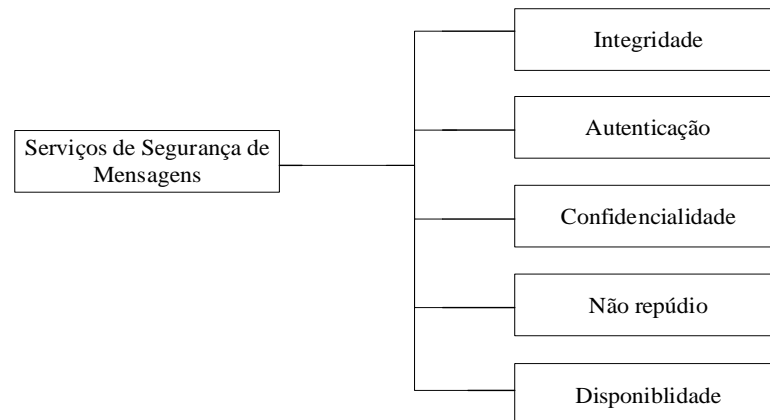 Integridade
Autenticação
Serviços de Segurança de
Mensagens
Confidencialidade
Não repúdio
Disponiblidade